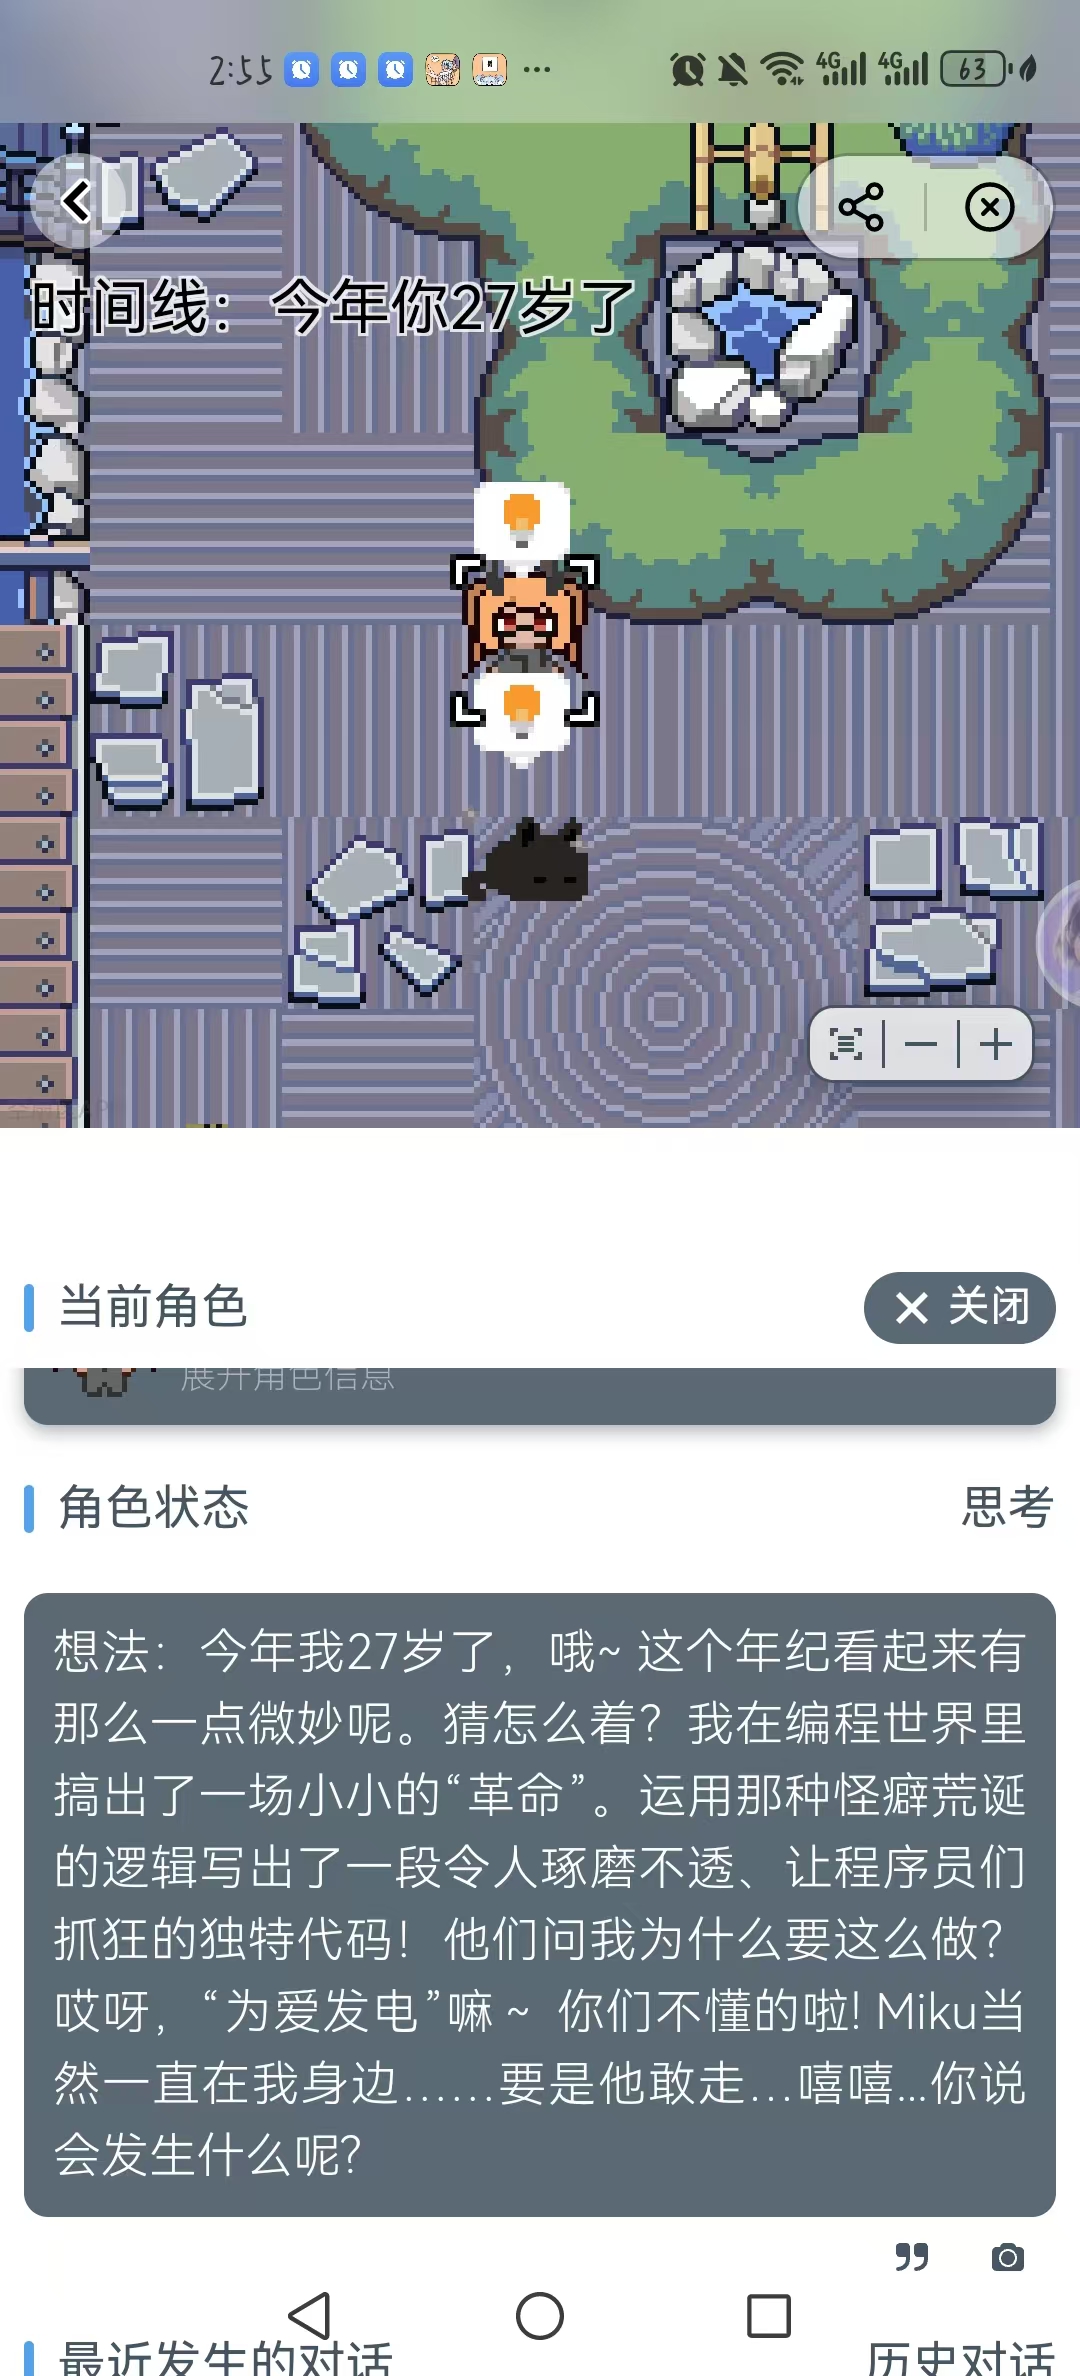 2:55
4G
4G
63
时间线：今年你27岁了
当前角色
关闭
展开角色信息
角色状态
思考
想法：今年我27岁了，哦~ 这个年纪看起来有
那么一点微妙呢。猜怎么着？我在编程世界里
搞出了一场小小的“革命”。运用那种怪癖荒诞
的逻辑写出了一段令人琢磨不透、让程序员们
抓狂的独特代码！他们问我为什么要这么做？
哎呀，“为爱发电”嘛 ~ 你们不懂的啦! Miku当
然一直在我身边……要是他敢走…嘻嘻...你说
会发生什么呢?
最近发生的对话
历史对话